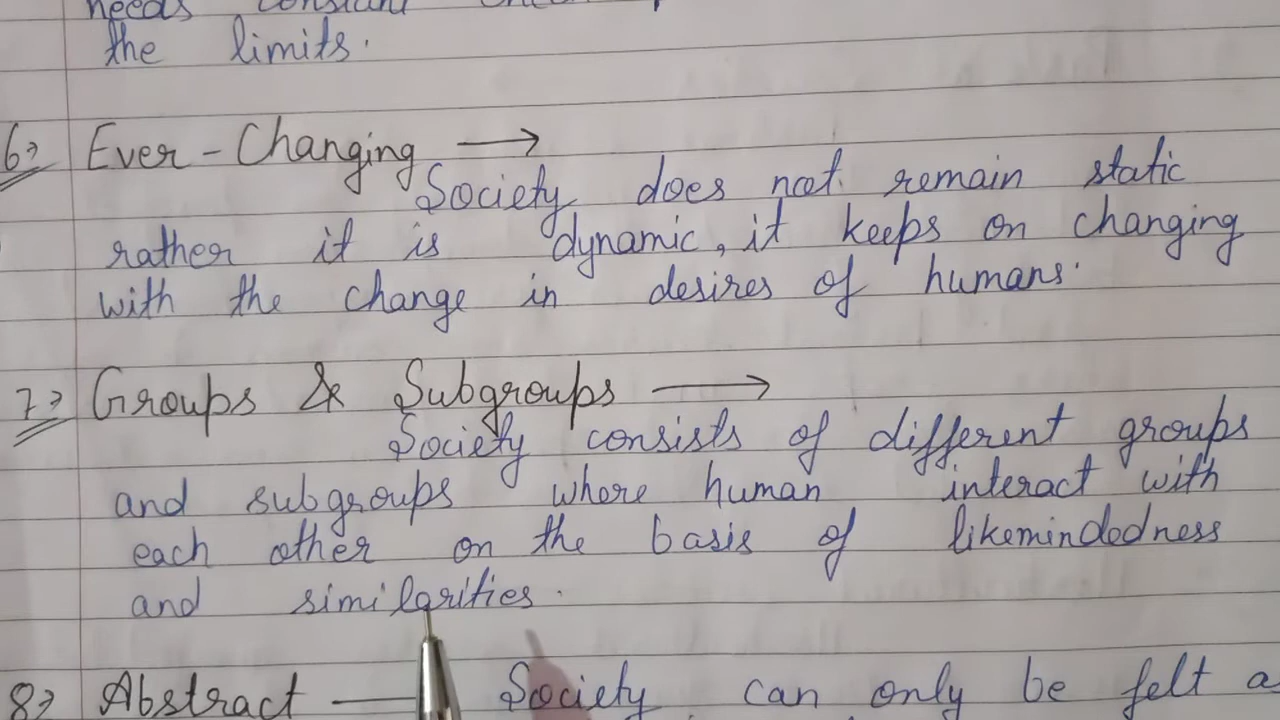 needs constant
the limits.
6> Ever-Changing →
Society does not remain static
rather it is dynamic, it keeps on changing
with the change in desires of humans.
7> Groups & Subgroups →
Society consists of different groups
and subgroups where human interact with
each other on the basis of likemindedness
and similarities.
8> Abstract — Society can only be felt a